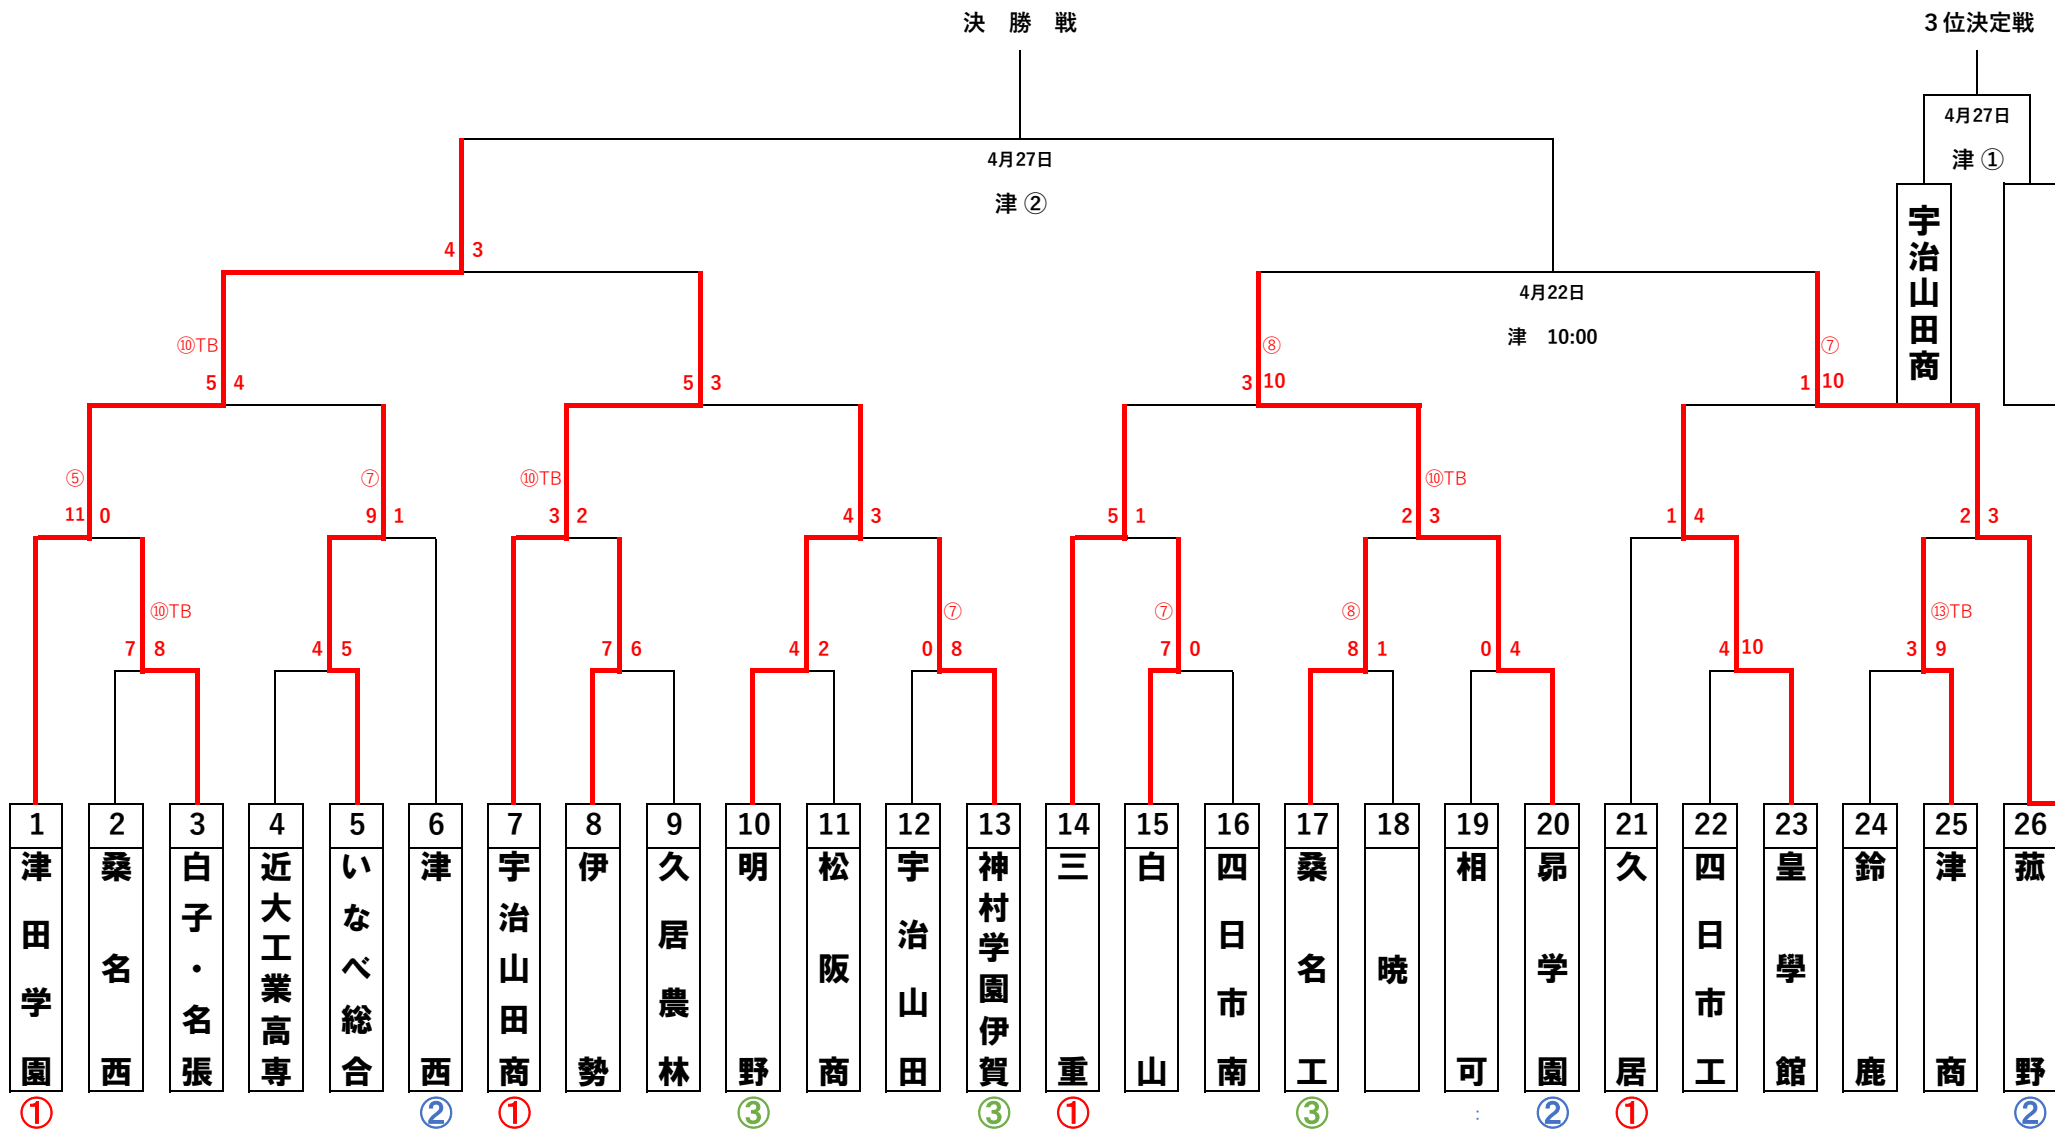 決 勝 戦
３位決定戦
4月27日
津 ①
4月27日
津 ②
宇治山田商
4 3
4月22日
津 10:00
⑩TB
⑧
⑦
5 4
5 3
3 10
1 10
⑤
⑦
⑩TB
⑩TB
11 0
9 1
3 2
4 3
5 1
2 3
1 4
2 3
⑩TB
⑦
⑦
⑧
⑬TB
7 8
4 5
7 6
4 2
0 8
7 0
8 1
0 4
4 10
3 9
1 2 3 4 5 6 7 8 9 10 11 12 13 14 15 16 17 18 19 20 21 22 23 24 25 26
津田学園
桑名西
白子・名張
近大工業高専
いなべ総合
津西
宇治山田商
伊勢
久居農林
明野
松阪商
宇治山田
神村学園伊賀
三重
白山
四日市南
桑名工
暁
相可
昴学園
久居
四日市工
皇學館
鈴鹿
津商
菰野
① ② ① ③ ③ ① ③ : ② ① ②